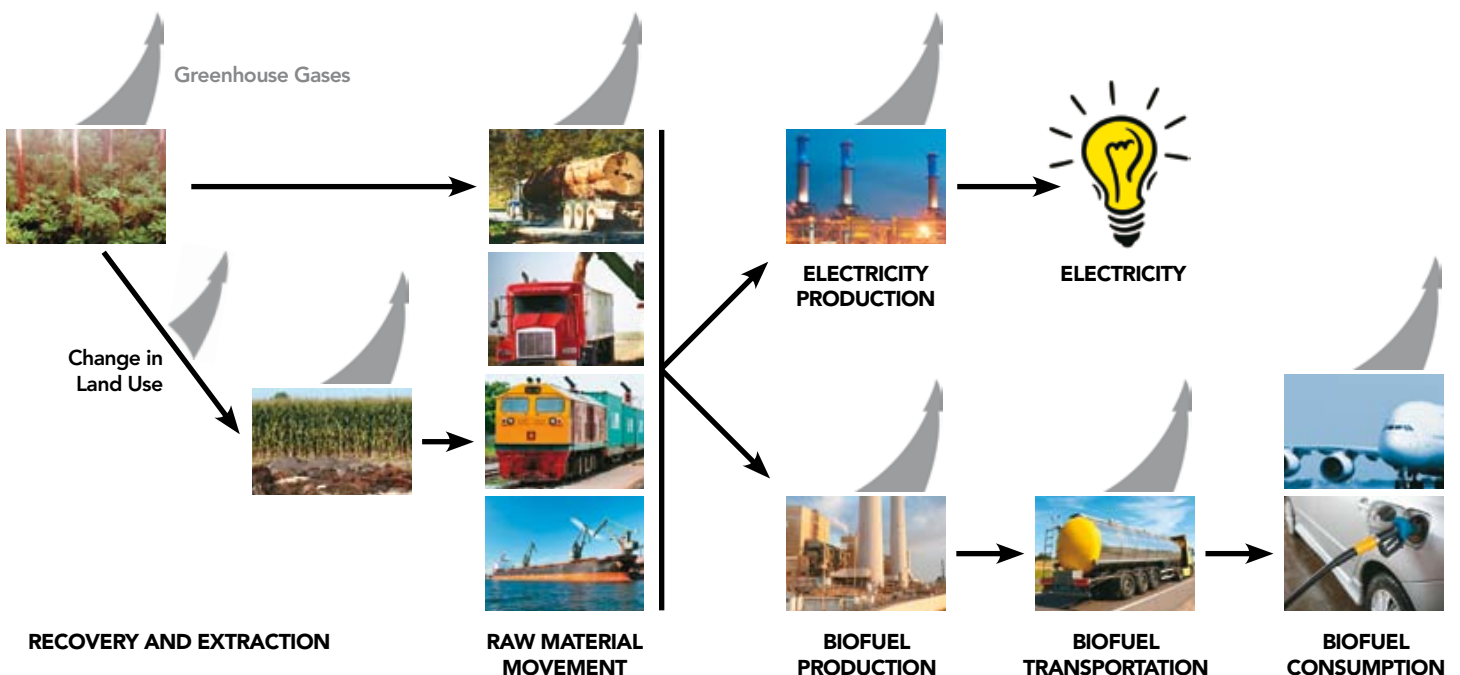 Greenhouse Gases
ELECTRICITY
PRODUCTION
ELECTRICITY
Change in
Land Use
RECOVERY AND EXTRACTION
RAW MATERIAL
MOVEMENT
BIOFUEL
PRODUCTION
BIOFUEL
TRANSPORTATION
BIOFUEL
CONSUMPTION